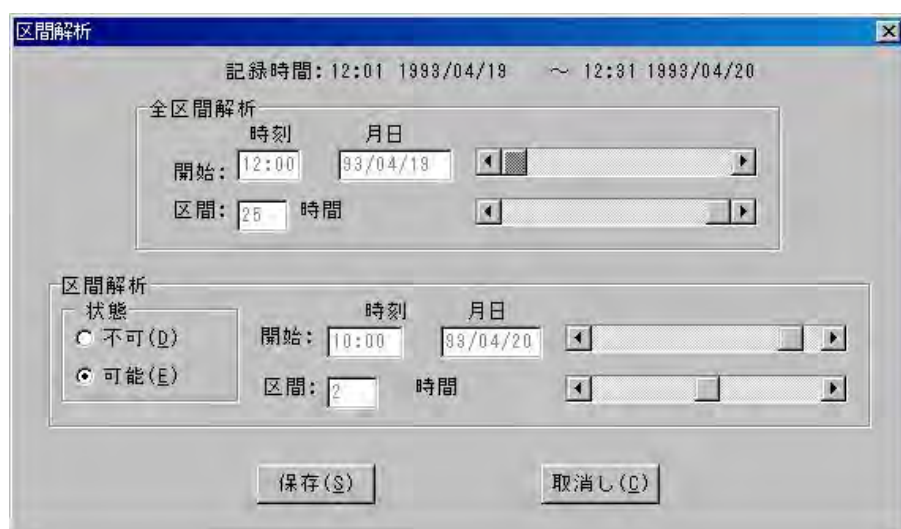 区間解析
記録時間:12:01 1993/04/19 ～ 12:31 1993/04/20
全区間解析
時刻 月日
開始: 12:00 93/04/19
区間: 25 時間
区間解析
状態
時刻 月日
不可(D) 開始: 10:00 93/04/20
可能(E) 区間: 2 時間
保存(S) 取消し(C)